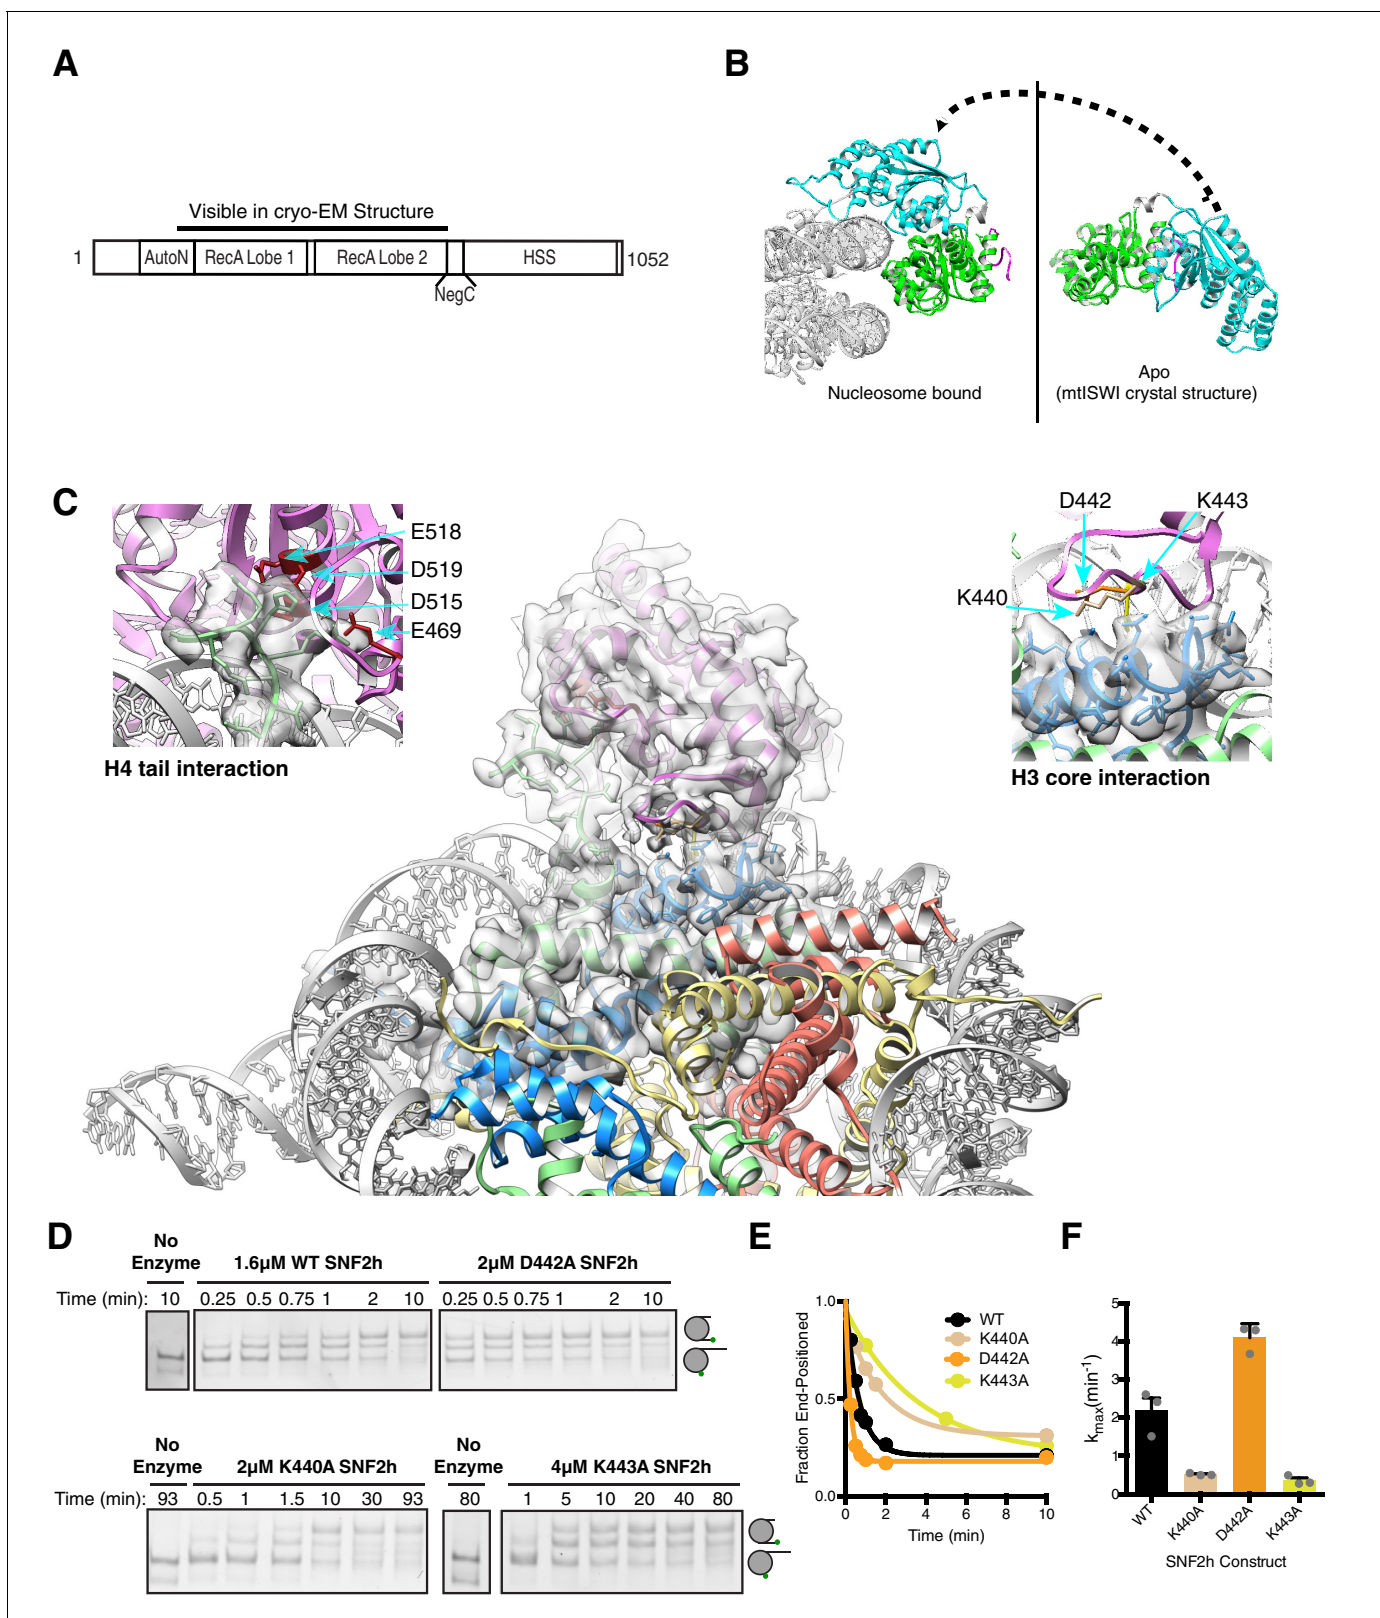 A
Visible in cryo-EM Structure
1
AutoN
RecA Lobe 1
RecA Lobe 2
HSS
1052
NegC
B
Nucleosome bound
Apo
(mtISWI crystal structure)
C
E518
D519
D515
E469
H4 tail interaction
D442
K443
K440
H3 core interaction
D
No
Enzyme
1.6µM WT SNF2h
2µM D442A SNF2h
Time (min):
10
0.25 0.5 0.75 1 2 10
0.25 0.5 0.75 1 2 10
No
Enzyme
2µM K440A SNF2h
No
Enzyme
4µM K443A SNF2h
Time (min):
93
0.5 1 1.5 10 30 93
80
1 5 10 20 40 80
E
Fraction End-Positioned
1.0
0.5
0.0
0 2 4 6 8 10
Time (min)
WT
K440A
D442A
K443A
F
kmax(min-1)
5
4
3
2
1
0
WT
K440A
D442A
K443A
SNF2h Construct